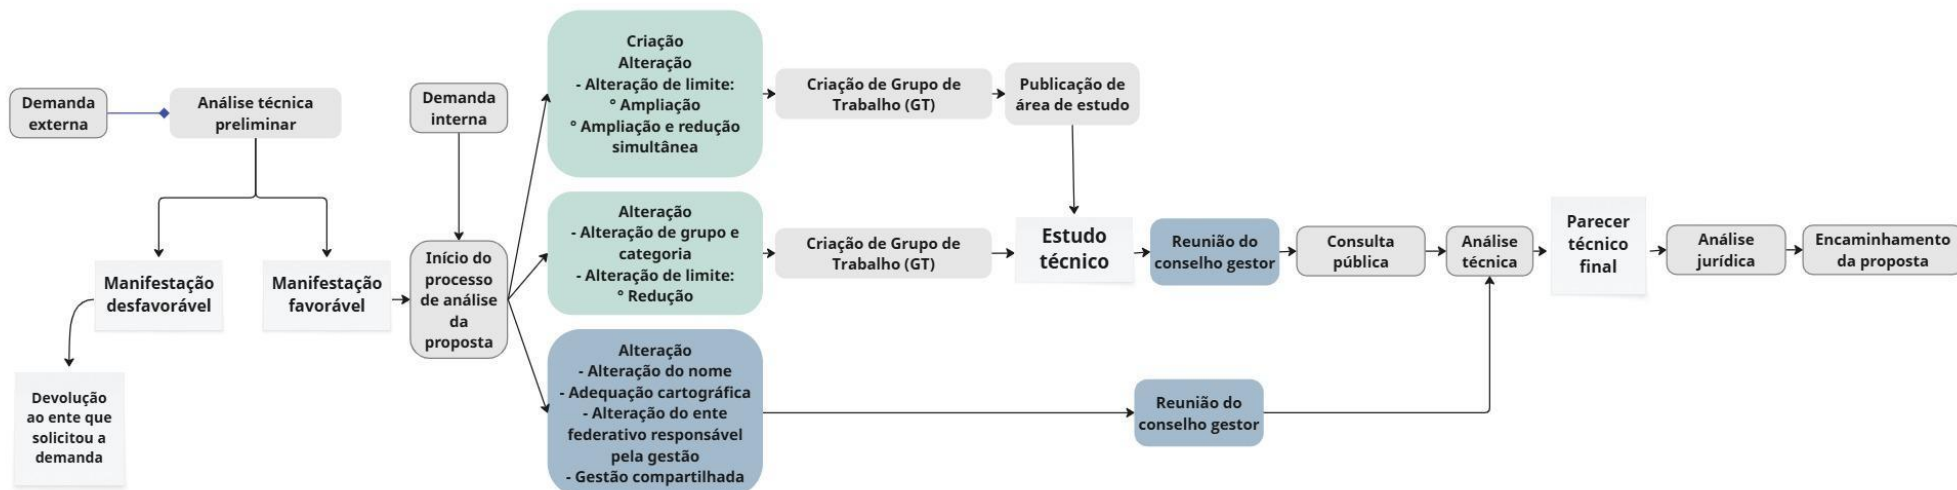 Demanda
externa
Análise técnica
preliminar
Manifestação
desfavorável
Manifestação
favorável
Devolução
ao ente que
solicitou a
demanda
Demanda
interna
Início do
processo
de análise
da
proposta
Criação
Alteração
- Alteração de limite:
° Ampliação
° Ampliação e redução
simultânea
Criação de Grupo de
Trabalho (GT)
Publicação de
área de estudo
Alteração
- Alteração de grupo e
categoria
- Alteração de limite:
° Redução
Criação de Grupo de
Trabalho (GT)
Estudo
técnico
Reunião do
conselho gestor
Consulta
pública
Análise
técnica
Parecer
técnico
final
Análise
jurídica
Encaminhamento
da proposta
Alteração
- Alteração do nome
- Adequação cartográfica
- Alteração do ente
federativo responsável
pela gestão
- Gestão compartilhada
Reunião do
conselho gestor